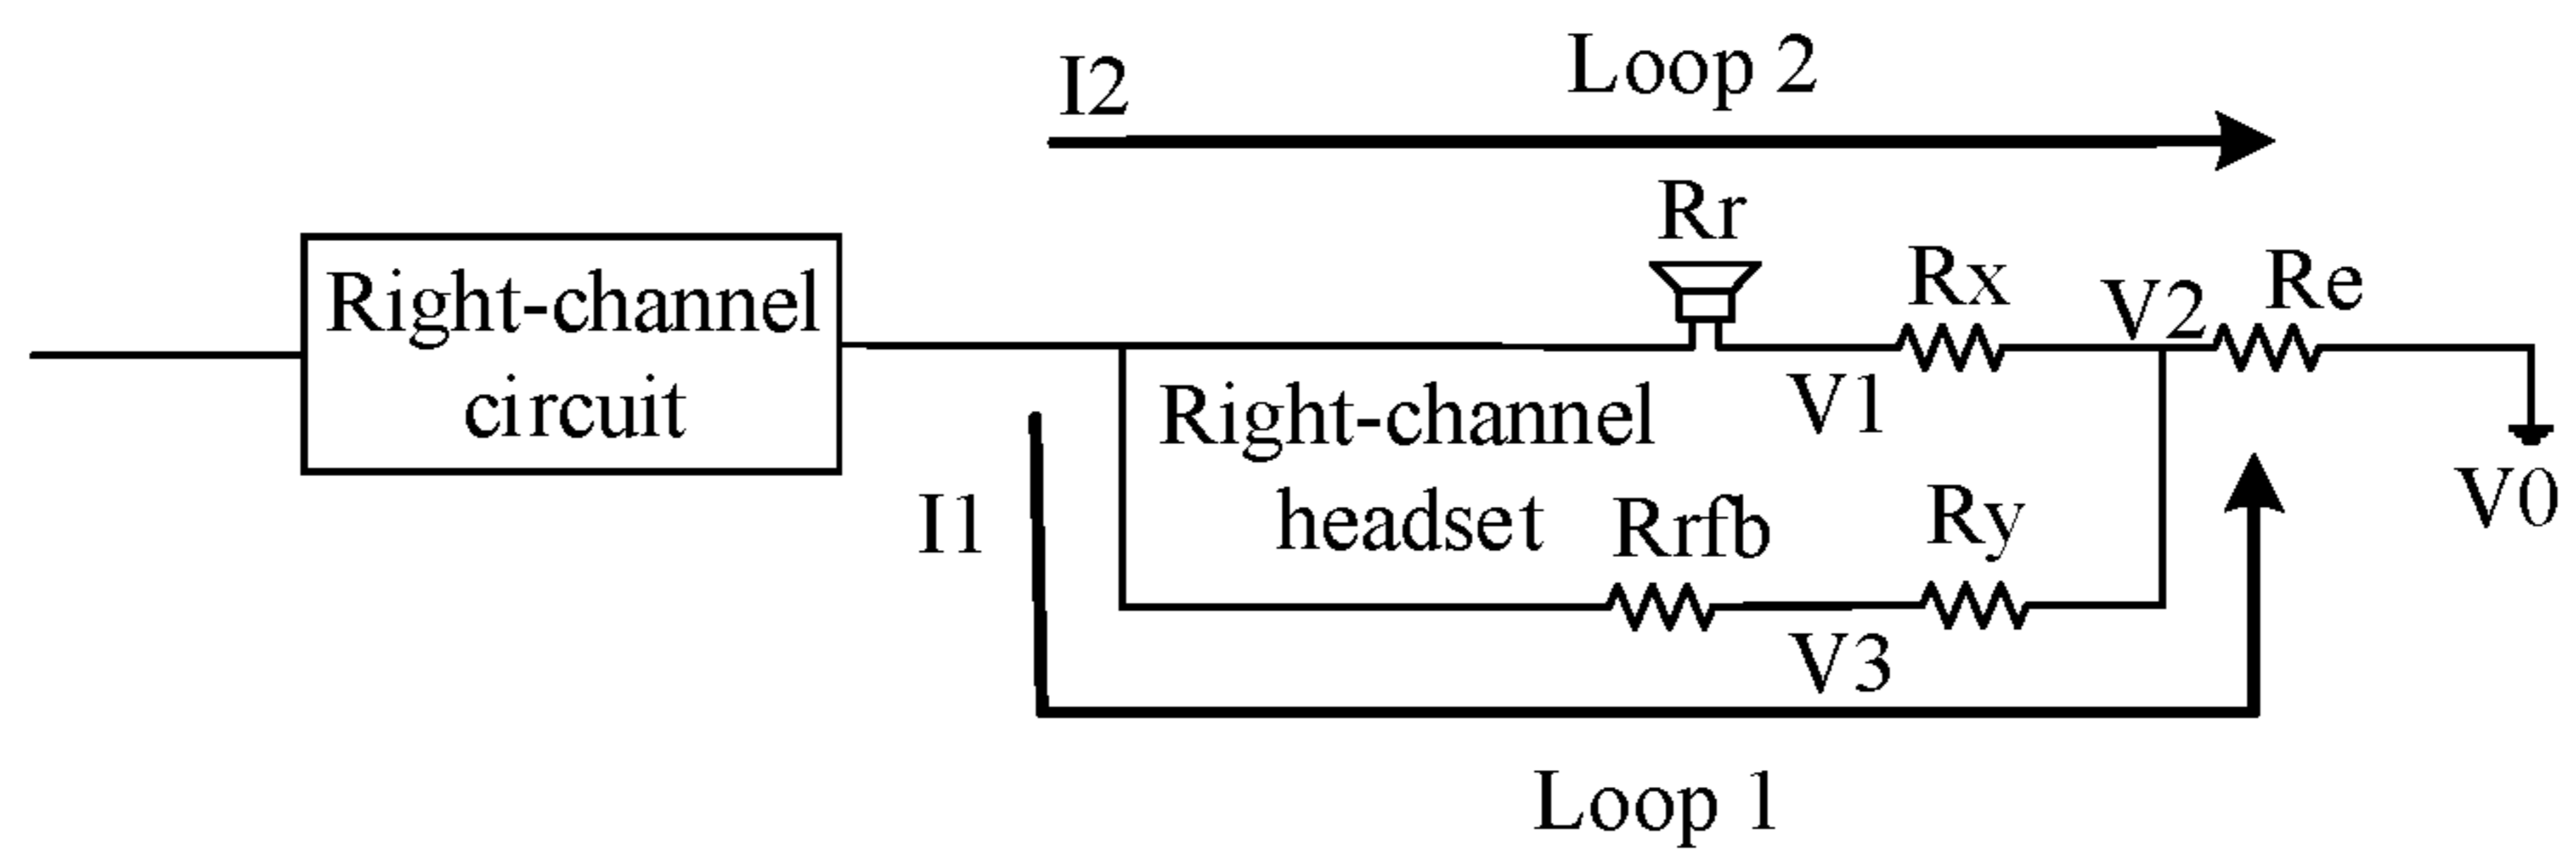 Loop 2
I2
Rr
Rx
V2
Re
Right-channel
circuit
V1
Right-channel
headset
V0
I1
Rrfb
Ry
V3
Loop 1